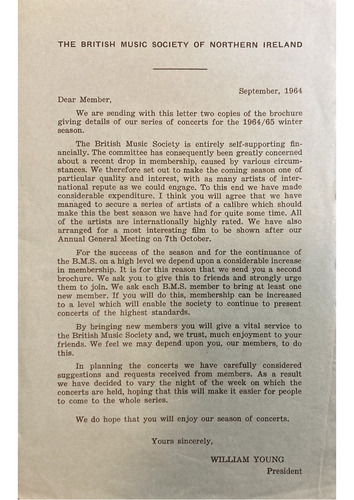 THE BRITISH MUSIC SOCIETY OF NORTHERN IRELAND
September, 1964
Dear Member,
We are sending with this letter two copies of the brochure
giving details of our series of concerts for the 1964/65 winter
season.
The British Music Society is entirely self-supporting fin-
ancially. The committee has consequently been greatly concerned
about a recent drop in membership, caused by various circum-
stances. We therefore set out to make the coming season one of
particular quality and interest, with as many artists of inter-
national repute as we could engage. To this end we have made
considerable expenditure. I think you will agree that we have
managed to secure a series of artists of a calibre which should
make this the best season we have had for quite some time. All
of the artists are internationally highly rated. We have also
arranged for a most interesting film to be shown after our
Annual General Meeting on 7th October.
For the success of the season and for the continuance of
the B.M.S. on a high level we depend upon a considerable increase
in membership. It is for this reason that we send you a second
brochure. We ask you to give this to friends and strongly urge
them to join. We ask each B.M.S. member to bring at least one
new member. If you will do this, membership can be increased
to a level which will enable the society to continue to present
concerts of the highest standards.
By bringing new members you will give a vital service to
the British Music Society and, we trust, much enjoyment to your
friends. We feel we may depend upon you, our members, to do
this.
In planning the concerts we have carefully considered
suggestions and requests received from members. As a result
we have decided to vary the night of the week on which the
concerts are held, hoping that this will make it easier for people
to come to the whole series.
We do hope that you will enjoy our season of concerts.
Yours sincerely,
WILLIAM YOUNG
President